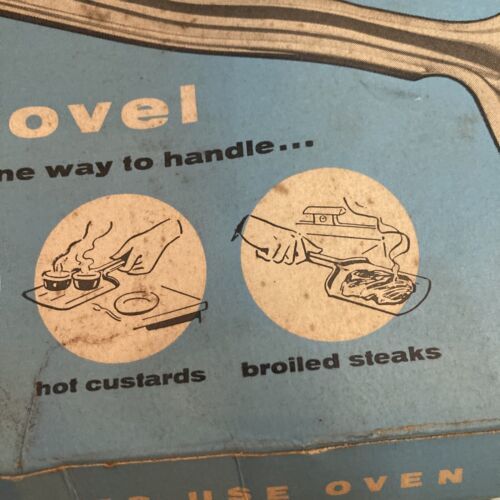 ovel
ne way to handle...
hot custards
broiled steaks
USE OVEN